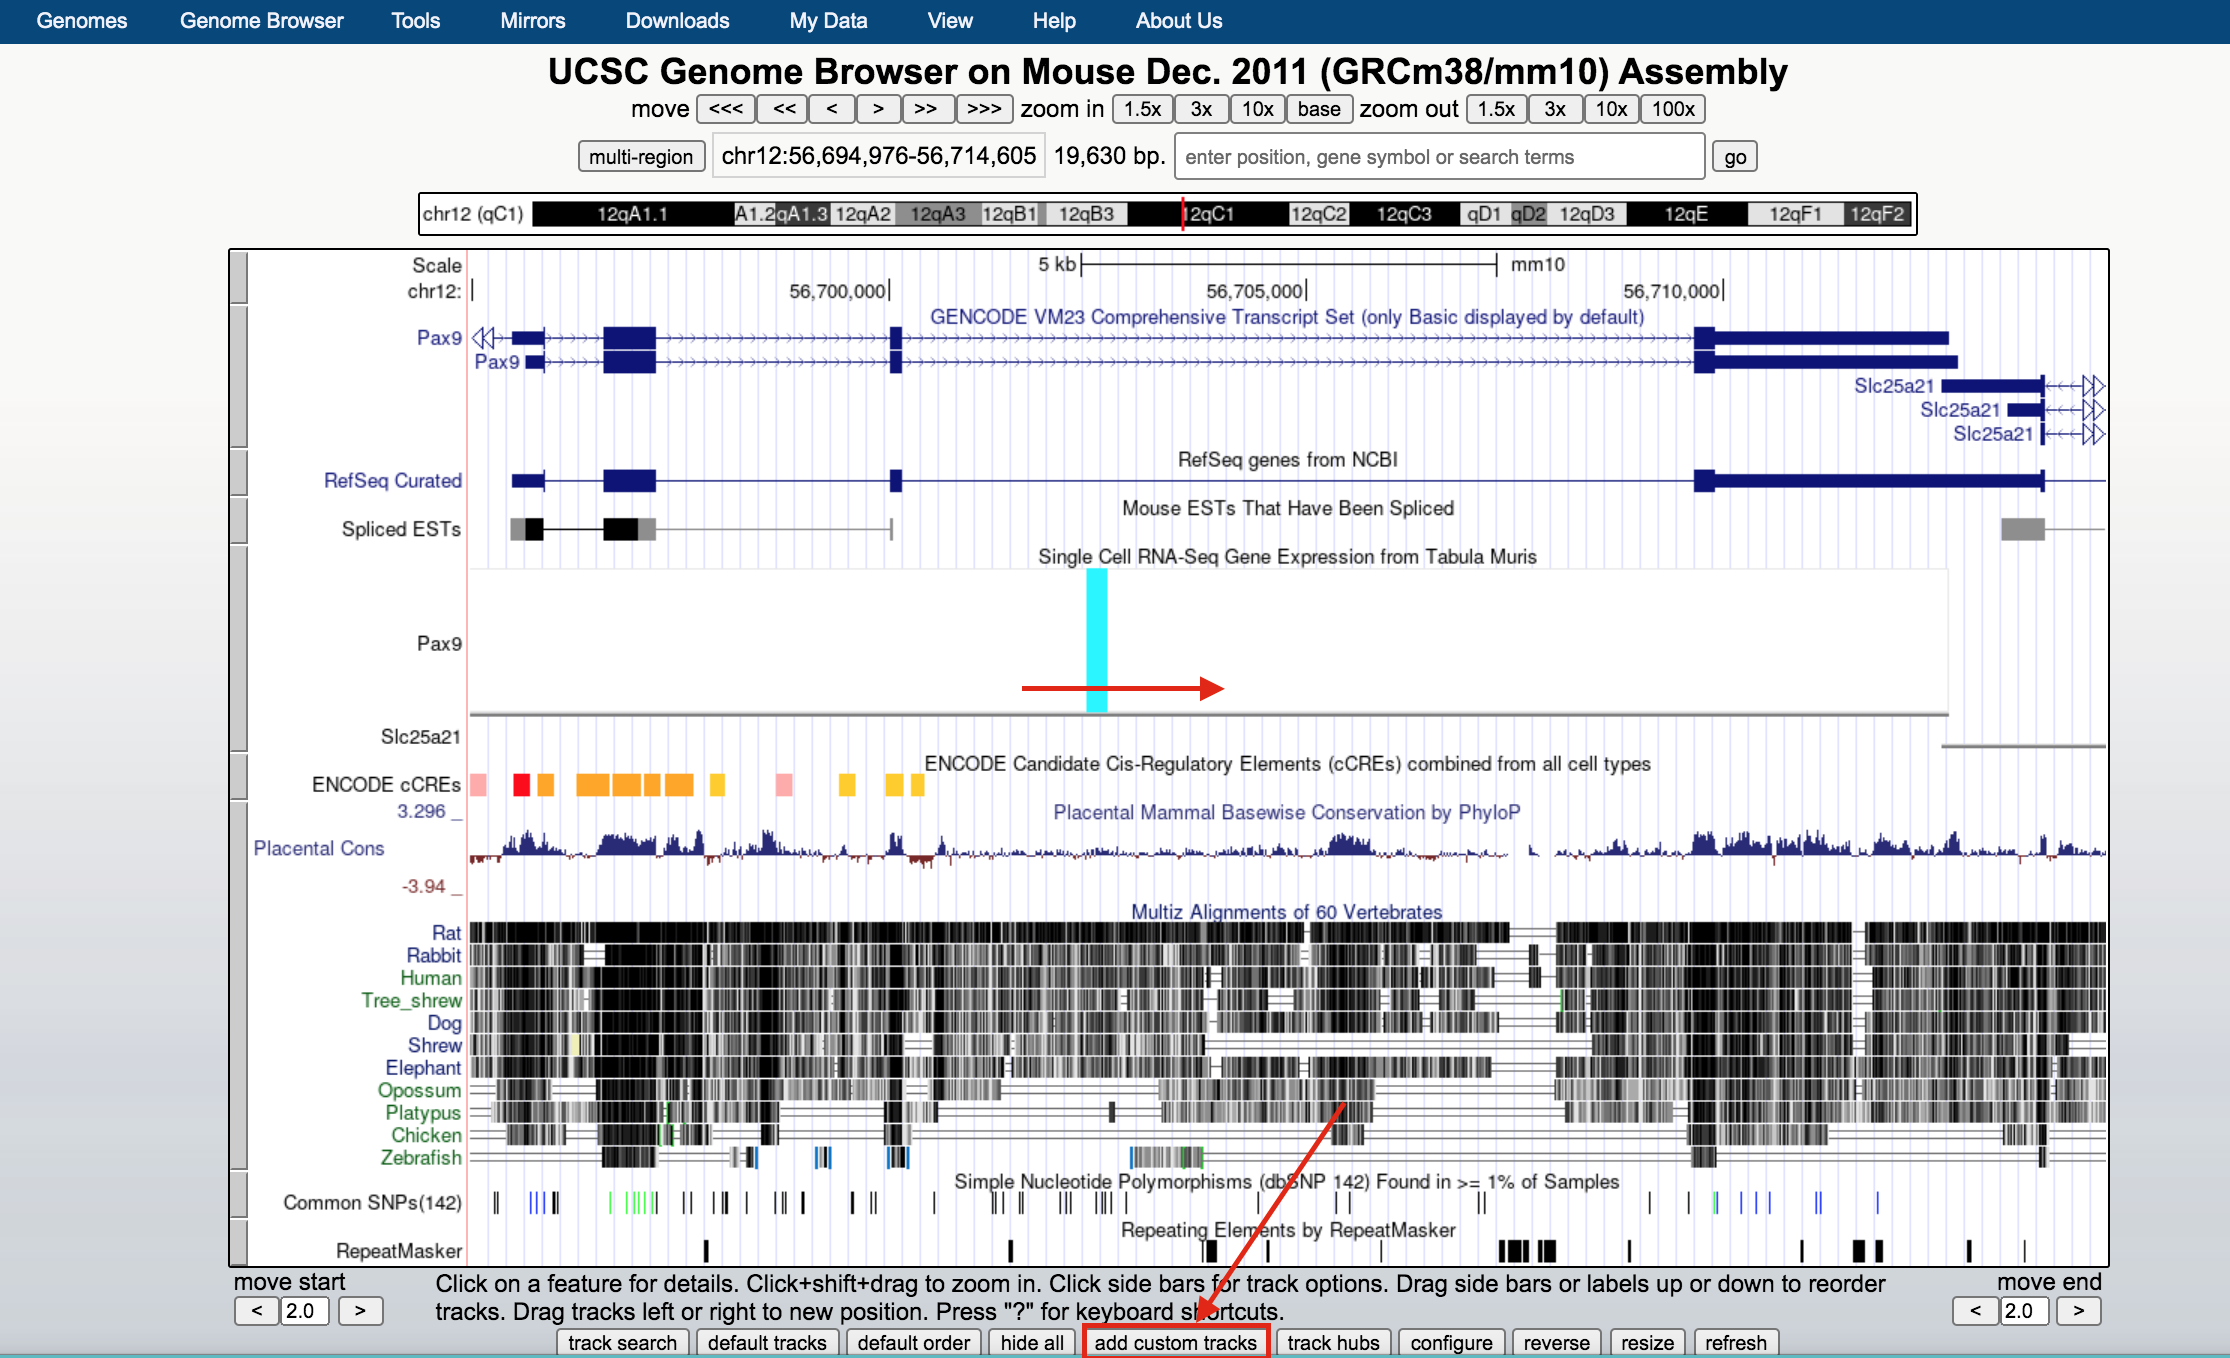 Genomes Genome Browser Tools Mirrors Downloads My Data View Help About Us
UCSC Genome Browser on Mouse Dec. 2011 (GRCm38/mm10) Assembly
move <<< << < > >> >>> zoom in 1.5x 3x 10x base zoom out 1.5x 3x 10x 100x
multi-region chr12:56,694,976-56,714,605 19,630 bp. enter position, gene symbol or search terms go
chr12 (qC1) 12qA1.1 A1.2 qA1.3 12qA2 12qA3 12qB1 12qB3 12qC1 12qC2 12qC3 qD1 qD2 12qD3 12qE 12qF1 12qF2
Scale 5 kb mm10
chr12: 56,700,000 56,705,000 56,710,000
GENCODE VM23 Comprehensive Transcript Set (only Basic displayed by default)
Pax9
Pax9
Slc25a21
Slc25a21
Slc25a21
RefSeq genes from NCBI
RefSeq Curated
Mouse ESTs That Have Been Spliced
Spliced ESTs
Single Cell RNA-Seq Gene Expression from Tabula Muris
Pax9
Slc25a21
ENCODE Candidate Cis-Regulatory Elements (cCREs) combined from all cell types
ENCODE cCREs
3.296 _
Placental Mammal Basewise Conservation by PhyloP
Placental Cons
-3.94 _
Multiz Alignments of 60 Vertebrates
Rat
Rabbit
Human
Tree_shrew
Dog
Shrew
Elephant
Opossum
Platypus
Chicken
Zebrafish
Simple Nucleotide Polymorphisms (dbSNP 142) Found in >= 1% of Samples
Common SNPs(142)
Repeating Elements by RepeatMasker
RepeatMasker
move start Click on a feature for details. Click+shift+drag to zoom in. Click side bars for track options. Drag side bars or labels up or down to reorder move end
< 2.0 > tracks. Drag tracks left or right to new position. Press "?" for keyboard shortcuts. < 2.0 >
track search default tracks default order hide all add custom tracks track hubs configure reverse resize refresh